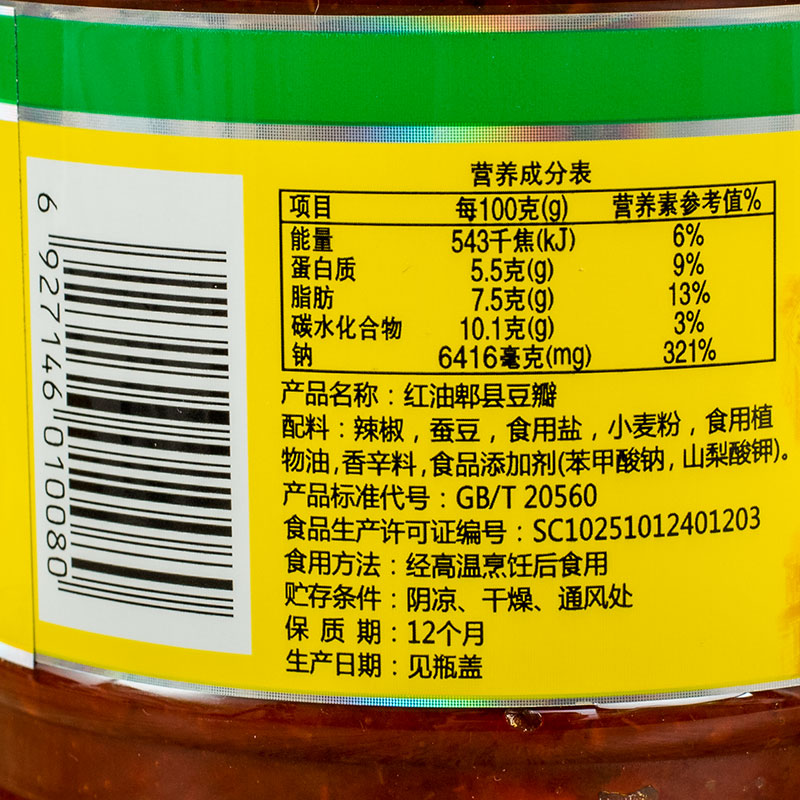 营养成分表
项目 每100克(g) 营养素参考值%
能量 543千焦(kJ) 6%
蛋白质 5.5克(g) 9%
脂肪 7.5克(g) 13%
碳水化合物 10.1克(g) 3%
钠 6416毫克(mg) 321%
产品名称：红油郫县豆瓣
配料：辣椒，蚕豆，食用盐，小麦粉，食用植
物油，香辛料，食品添加剂(苯甲酸钠，山梨酸钾)。
产品标准代号：GB/T 20560
食品生产许可证编号：SC10251012401203
食用方法：经高温烹饪后食用
贮存条件：阴凉、干燥、通风处
保 质 期：12个月
生产日期：见瓶盖
6 927146 010080